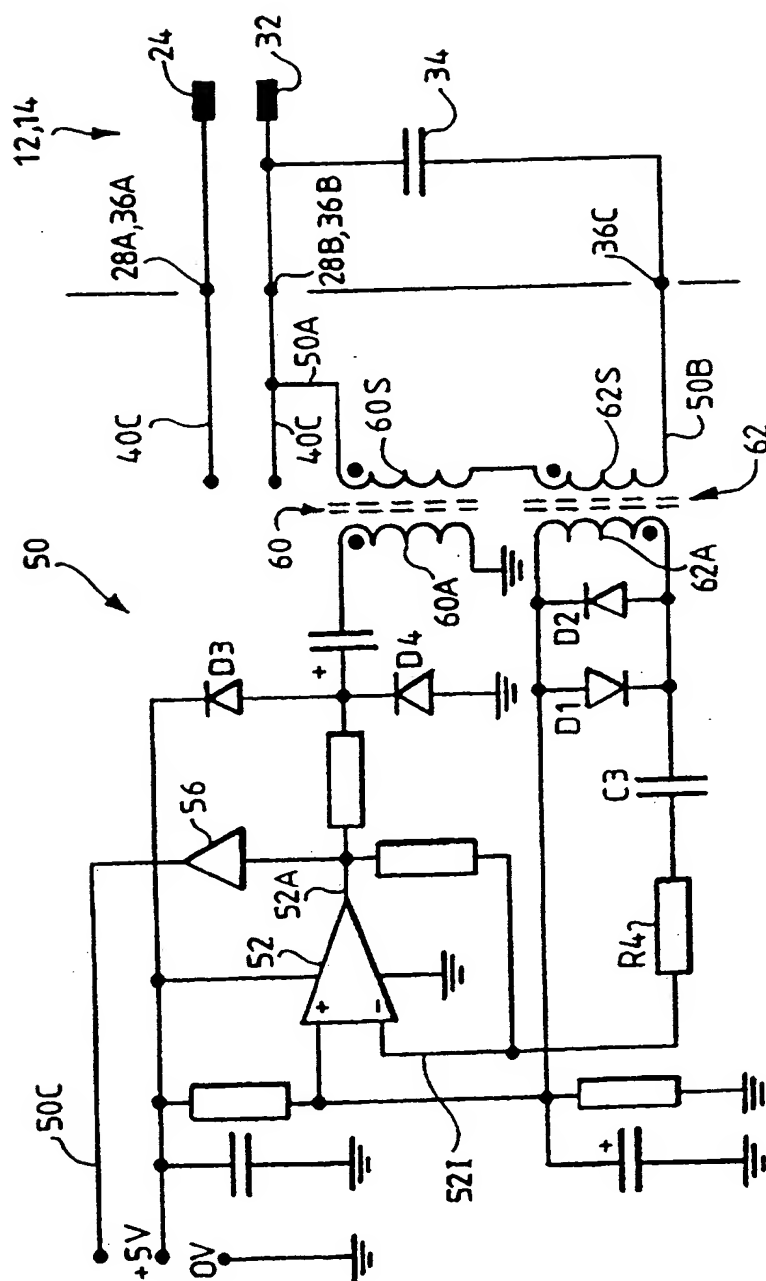 12,14
24
32
28A,36A
34
28B,36B
40C
50A
40C
36C
60S
62S
50B
50
60
62
60A
62A
D3
D4
D2
D1
+
56
52A
C3
52
+
-
R4
50C
52I
+
+5V
0V